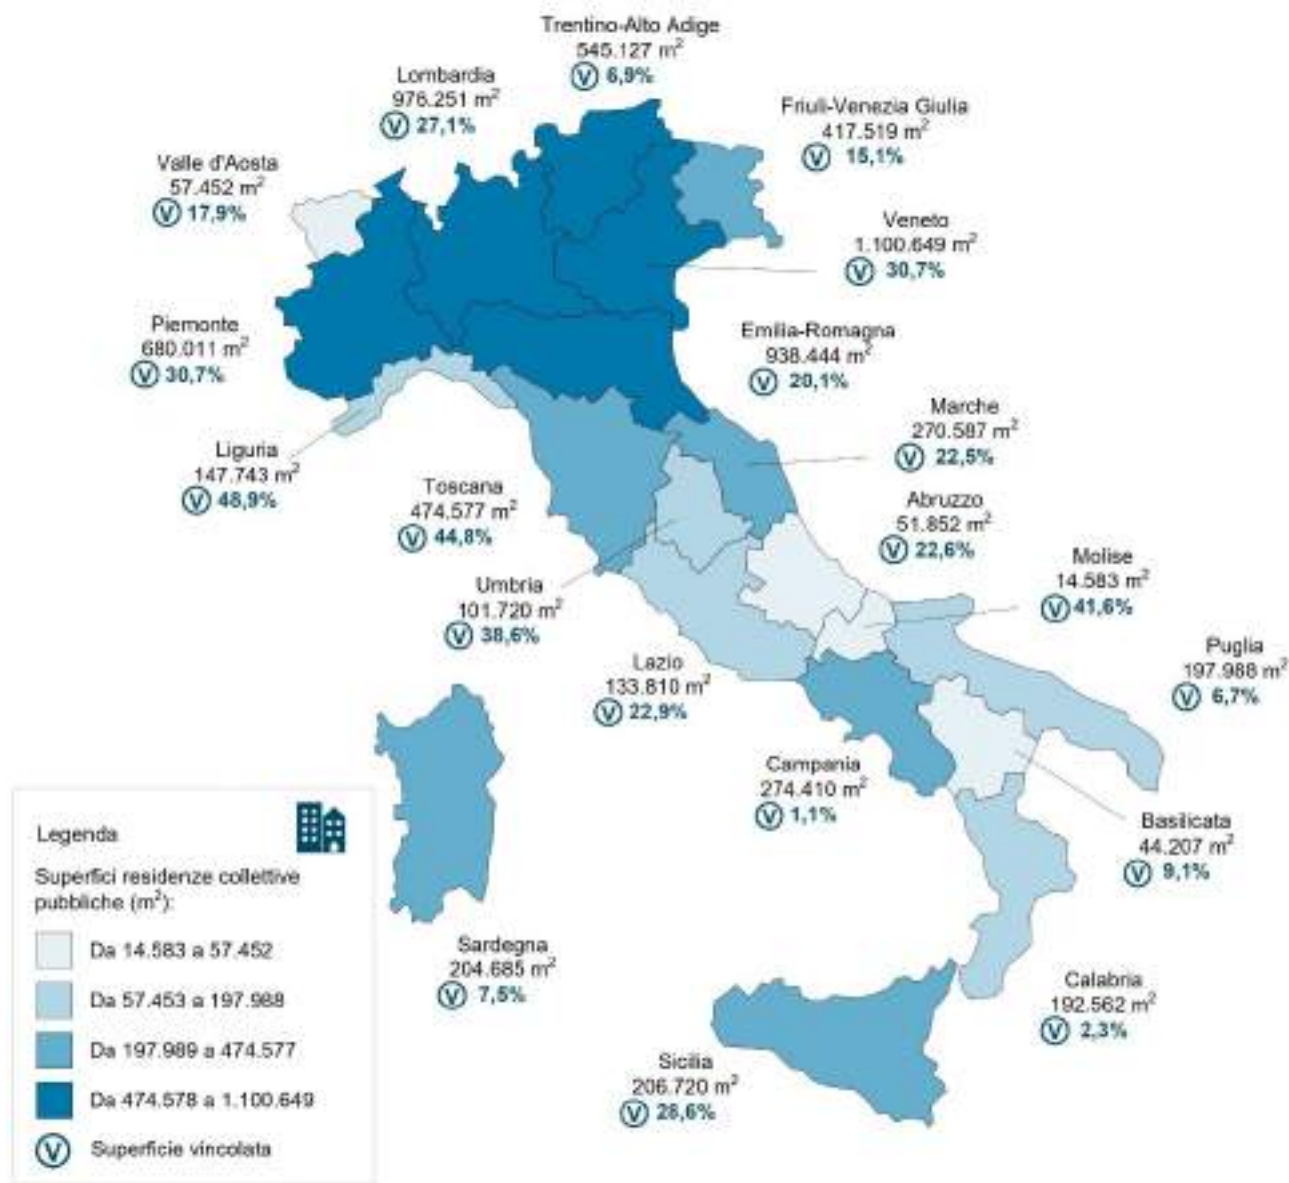 Trentino-Alto Adige
545.127 m²
V 6,9%
Lombardia
976.251 m²
V 27,1%
Friuli-Venezia Giulia
417.519 m²
V 15,1%
Valle d'Aosta
57.452 m²
V 17,9%
Veneto
1.100.649 m²
V 30,7%
Piemonte
680.011 m²
V 30,7%
Emilia-Romagna
938.444 m²
V 20,1%
Marche
270.587 m²
V 22,5%
Liguria
147.743 m²
V 48,9%
Toscana
474.577 m²
V 44,8%
Abruzzo
51.852 m²
V 22,6%
Molise
14.583 m²
V 41,6%
Umbria
101.720 m²
V 38,6%
Puglia
197.988 m²
V 6,7%
Lazio
133.810 m²
V 22,9%
Campania
274.410 m²
V 1,1%
Basilicata
44.207 m²
V 9,1%
Sardegna
204.685 m²
V 7,5%
Calabria
192.562 m²
V 2,3%
Sicilia
206.720 m²
V 28,6%
Legenda
Superfici residenze collettive
pubbliche (m²):
Da 14.583 a 57.452
Da 57.453 a 197.988
Da 197.989 a 474.577
Da 474.578 a 1.100.649
V Superficie vincolata